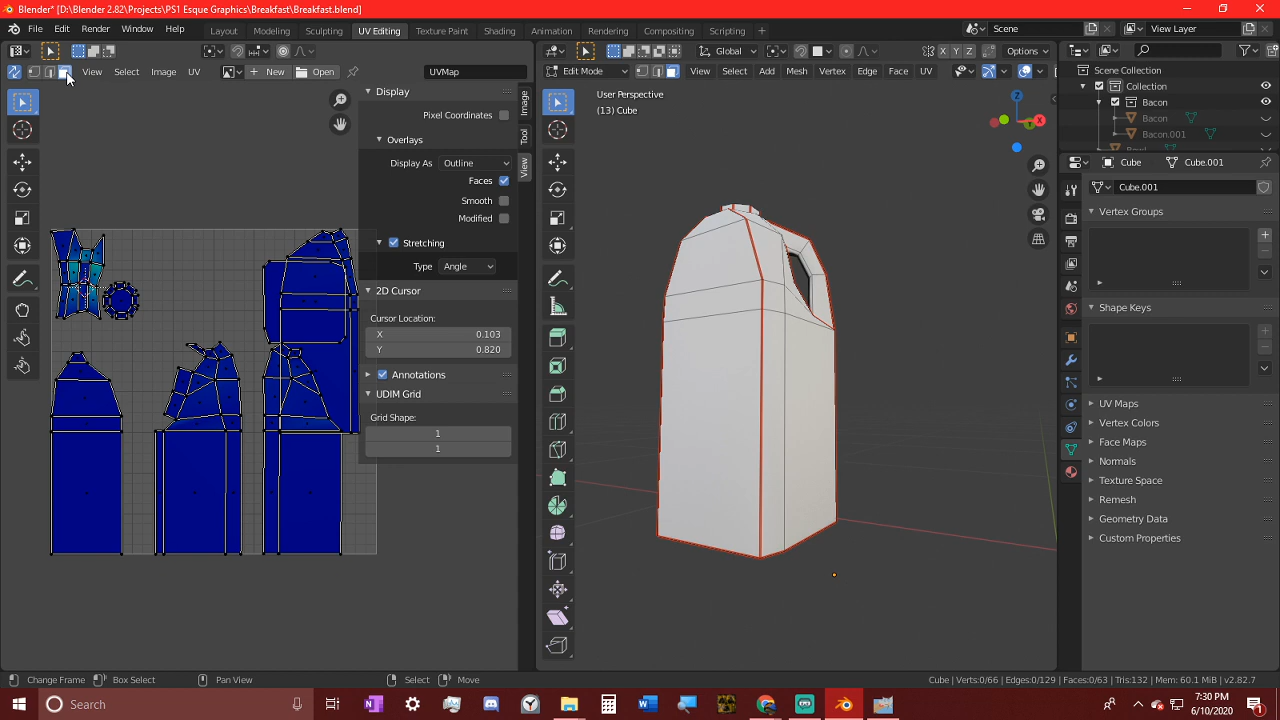 Blender* [D:\Blender 2.82\Projects\PS1 Esque Graphics\Breakfast\Breakfast.blend]
File Edit Render Window Help Layout Modeling Sculpting UV Editing Texture Paint Shading Animation Rendering Compositing Scripting + Scene View Layer
Global Options
View Select Image UV + New Open UVMap Edit Mode View Select Add Mesh Vertex Edge Face UV
Scene Collection
Collection
Bacon
Bacon
Bacon.001
Display
Pixel Coordinates
Overlays
Display As Outline
Faces
Smooth
Modified
Stretching
Type Angle
2D Cursor
Cursor Location:
X 0.103
Y 0.820
Annotations
UDIM Grid
Grid Shape:
1
1
Image
Tool
View
User Perspective
(13) Cube
X Y Z
Z
X
Y
Cube Cube.001
Cube.001
Vertex Groups
Shape Keys
UV Maps
Vertex Colors
Face Maps
Normals
Texture Space
Remesh
Geometry Data
Custom Properties
Change Frame Box Select Pan View Select Move Cube | Verts:0/66 | Edges:0/129 | Faces:0/63 | Tris:132 | Mem: 60.1 MiB | v2.82.7
Search
7:30 PM
6/10/2020